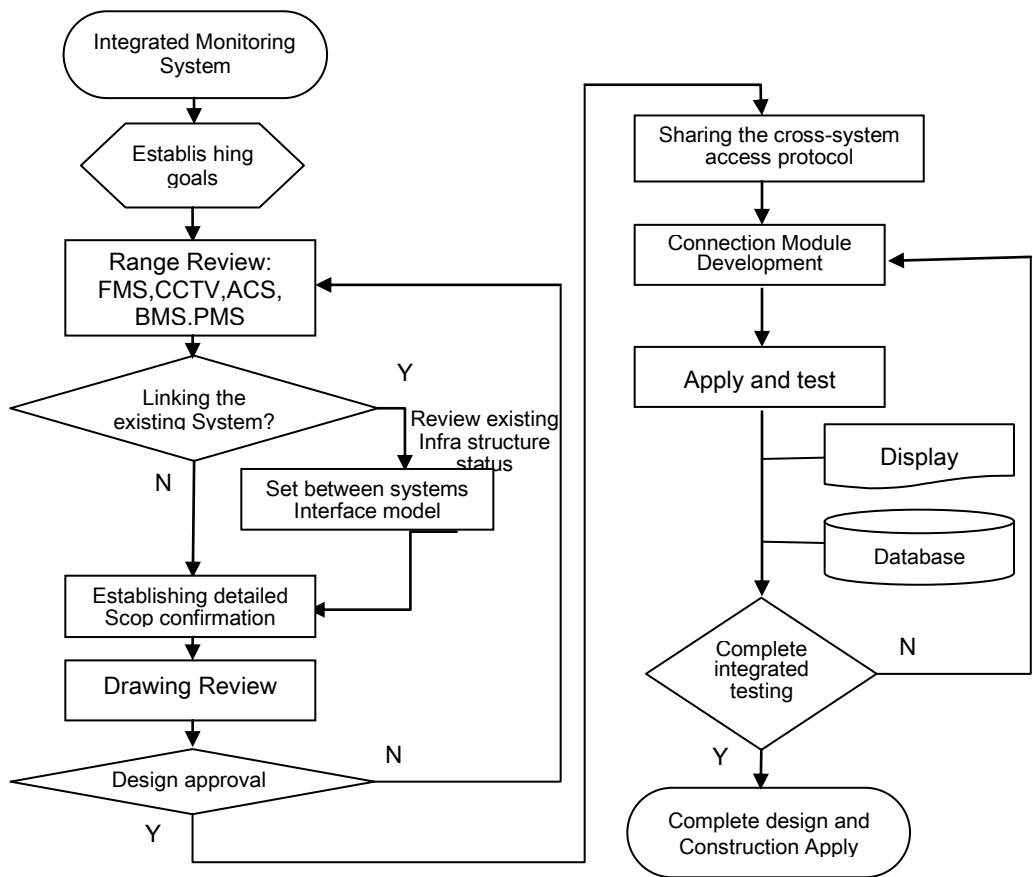 Integrated Monitoring
System
Establis hing
goals
Range Review:
FMS,CCTV,ACS,
BMS.PMS
Linking the
existing System?
Y
Review existing
Infra structure
status
N
Set between systems
Interface model
Establishing detailed
Scop confirmation
Drawing Review
Design approval
N
Y
Sharing the cross-system
access protocol
Connection Module
Development
Apply and test
Display
Database
Complete
integrated
testing
N
Y
Complete design and
Construction Apply